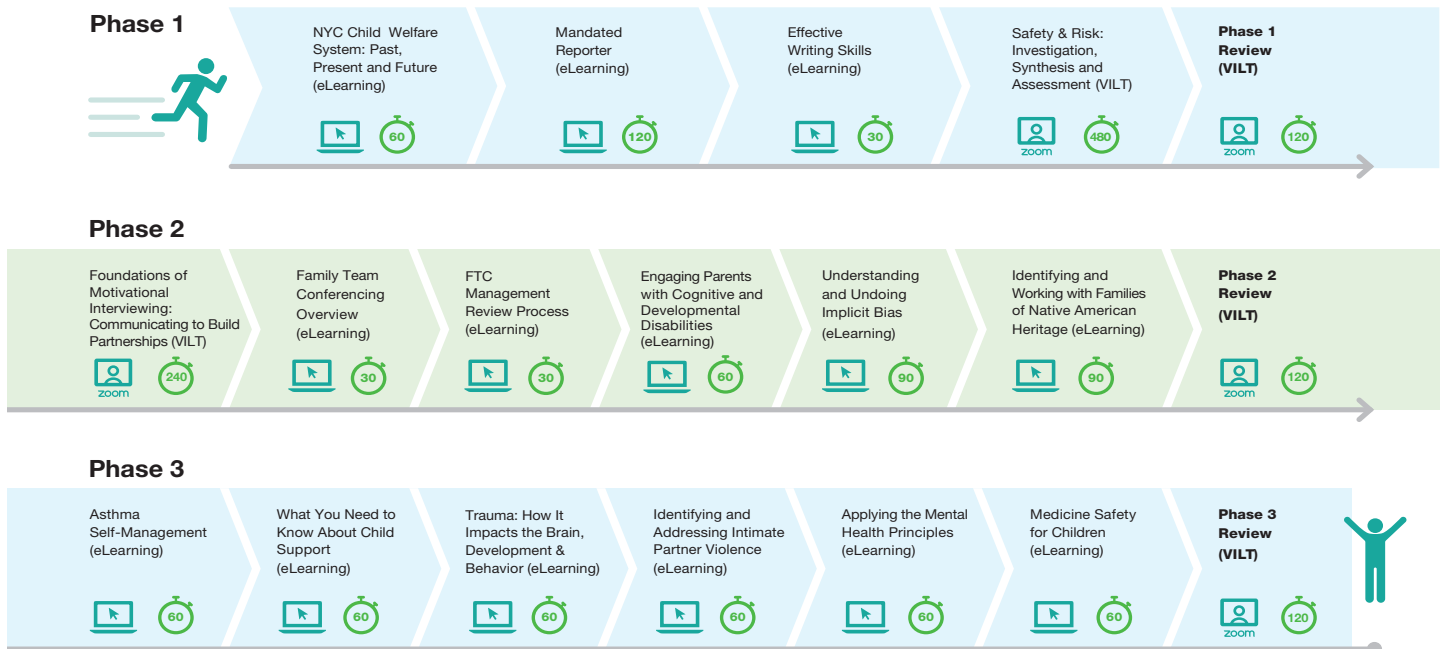 Phase 1
NYC Child Welfare
System: Past,
Present and Future
(eLearning)
60
Mandated
Reporter
(eLearning)
120
Effective
Writing Skills
(eLearning)
30
Safety & Risk:
Investigation,
Synthesis and
Assessment (VILT)
zoom
480
Phase 1
Review
(VILT)
zoom
120
Phase 2
Foundations of
Motivational
Interviewing:
Communicating to Build
Partnerships (VILT)
zoom
240
Family Team
Conferencing
Overview
(eLearning)
30
FTC
Management
Review Process
(eLearning)
30
Engaging Parents
with Cognitive and
Developmental
Disabilities
(eLearning)
60
Understanding
and Undoing
Implicit Bias
(eLearning)
90
Identifying and
Working with Families
of Native American
Heritage (eLearning)
90
Phase 2
Review
(VILT)
zoom
120
Phase 3
Asthma
Self-Management
(eLearning)
60
What You Need to
Know About Child
Support
(eLearning)
60
Trauma: How It
Impacts the Brain,
Development &
Behavior (eLearning)
60
Identifying and
Addressing Intimate
Partner Violence
(eLearning)
60
Applying the Mental
Health Principles
(eLearning)
60
Medicine Safety
for Children
(eLearning)
60
Phase 3
Review
(VILT)
zoom
120